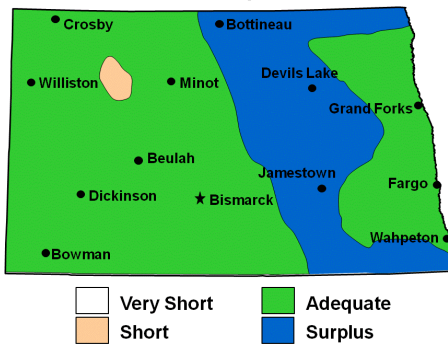 Crosby
Bottineau
Williston
Minot
Devils Lake
Grand Forks
Beulah
Jamestown
Dickinson
Bismarck
Fargo
Wahpeton
Bowman
Very Short
Adequate
Short
Surplus